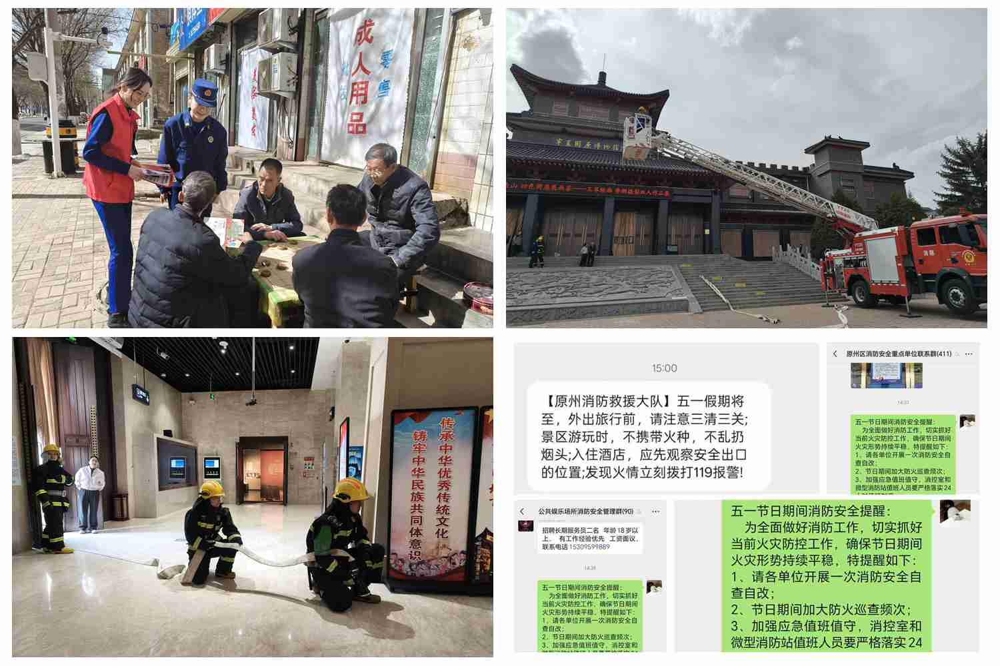 成人用品
零售
美容美发
宁夏固原博物馆
传承中华优秀传统文化
铸牢中华民族共同体意识
消防
15:00
【原州消防救援大队】五一假期将
至，外出旅行前，请注意三清三关;
景区游玩时，不携带火种，不乱扔
烟头;入住酒店，应先观察安全出口
的位置;发现火情立刻拨打119报警!
原州区消防安全重点单位联系群(411)
14:37
五一节日期间消防安全提醒：
为全面做好消防工作，切实抓好
当前火灾防控工作，确保节日期间
火灾形势持续平稳，特提醒如下：
1、请各单位开展一次消防安全自
查自改；
2、节日期间加大防火巡查频次；
3、加强应急值班值守，消控室和
微型消防站值班人员要严格落实24
公共娱乐场所消防安全管理群(90)
招聘长期服务员二名 年龄18岁以
上， 有工作经验优先 工资面议，
联系电话15309599889
14:39
五一节日期间消防安全提醒：
为全面做好消防工作，切实抓好
当前火灾防控工作，确保节日期间
火灾形势持续平稳，特提醒如下：
1、请各单位开展一次消防安全自
查自改；
2、节日期间加大防火巡查频次；
3、加强应急值班值守，消控室和
五一节日期间消防安全提醒：
为全面做好消防工作，切实抓好
当前火灾防控工作，确保节日期间
火灾形势持续平稳，特提醒如下：
1、请各单位开展一次消防安全自
查自改；
2、节日期间加大防火巡查频次；
3、加强应急值班值守，消控室和
微型消防站值班人员要严格落实24